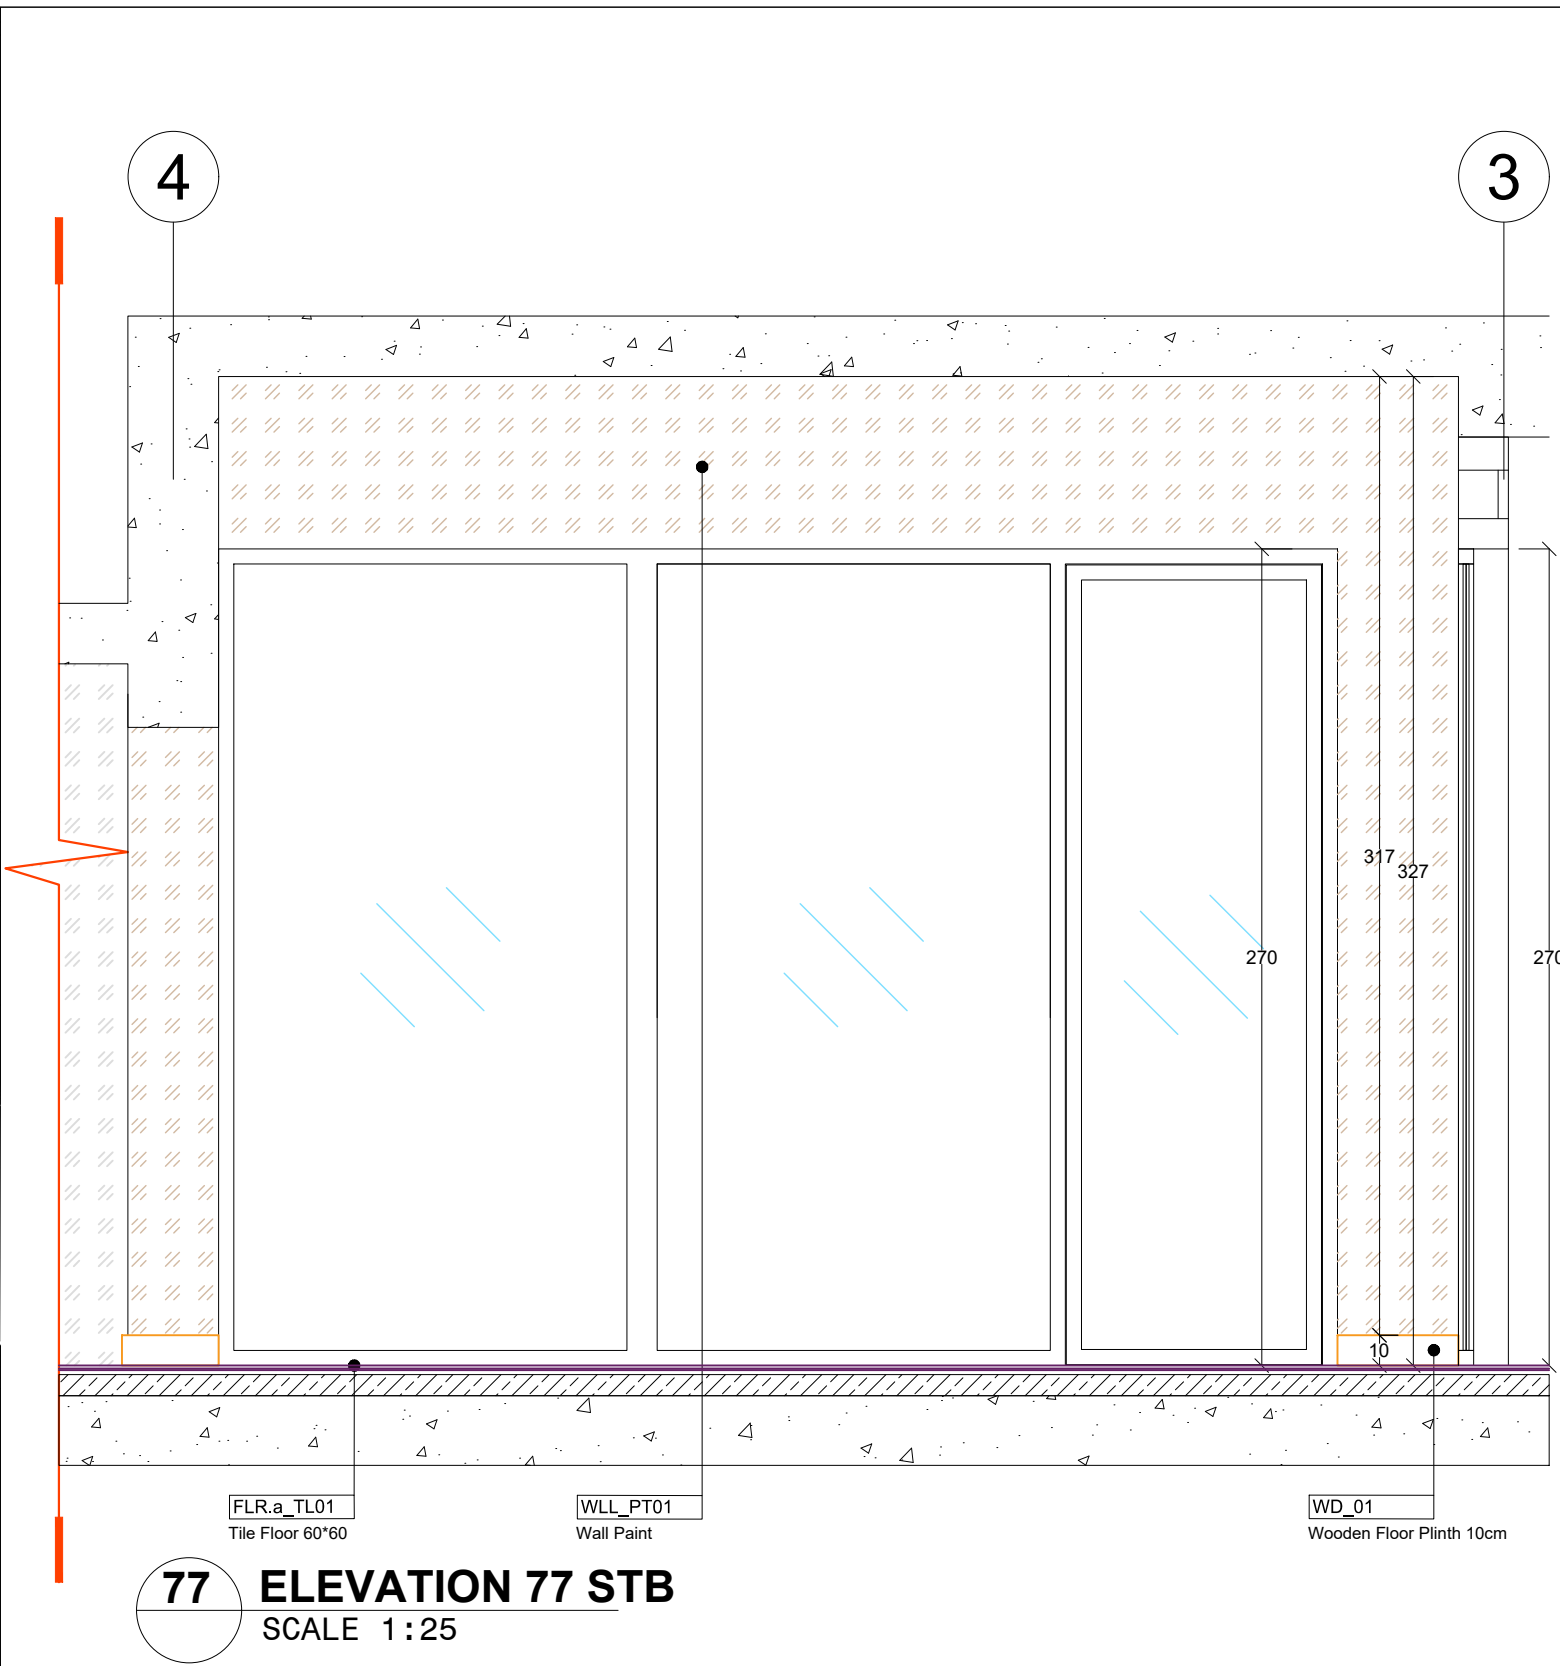 4
3
317
327
270
270
10
FLR.a_TL01
Tile Floor 60*60
WLL_PT01
Wall Paint
WD_01
Wooden Floor Plinth 10cm
77
ELEVATION 77 STB
SCALE 1:25